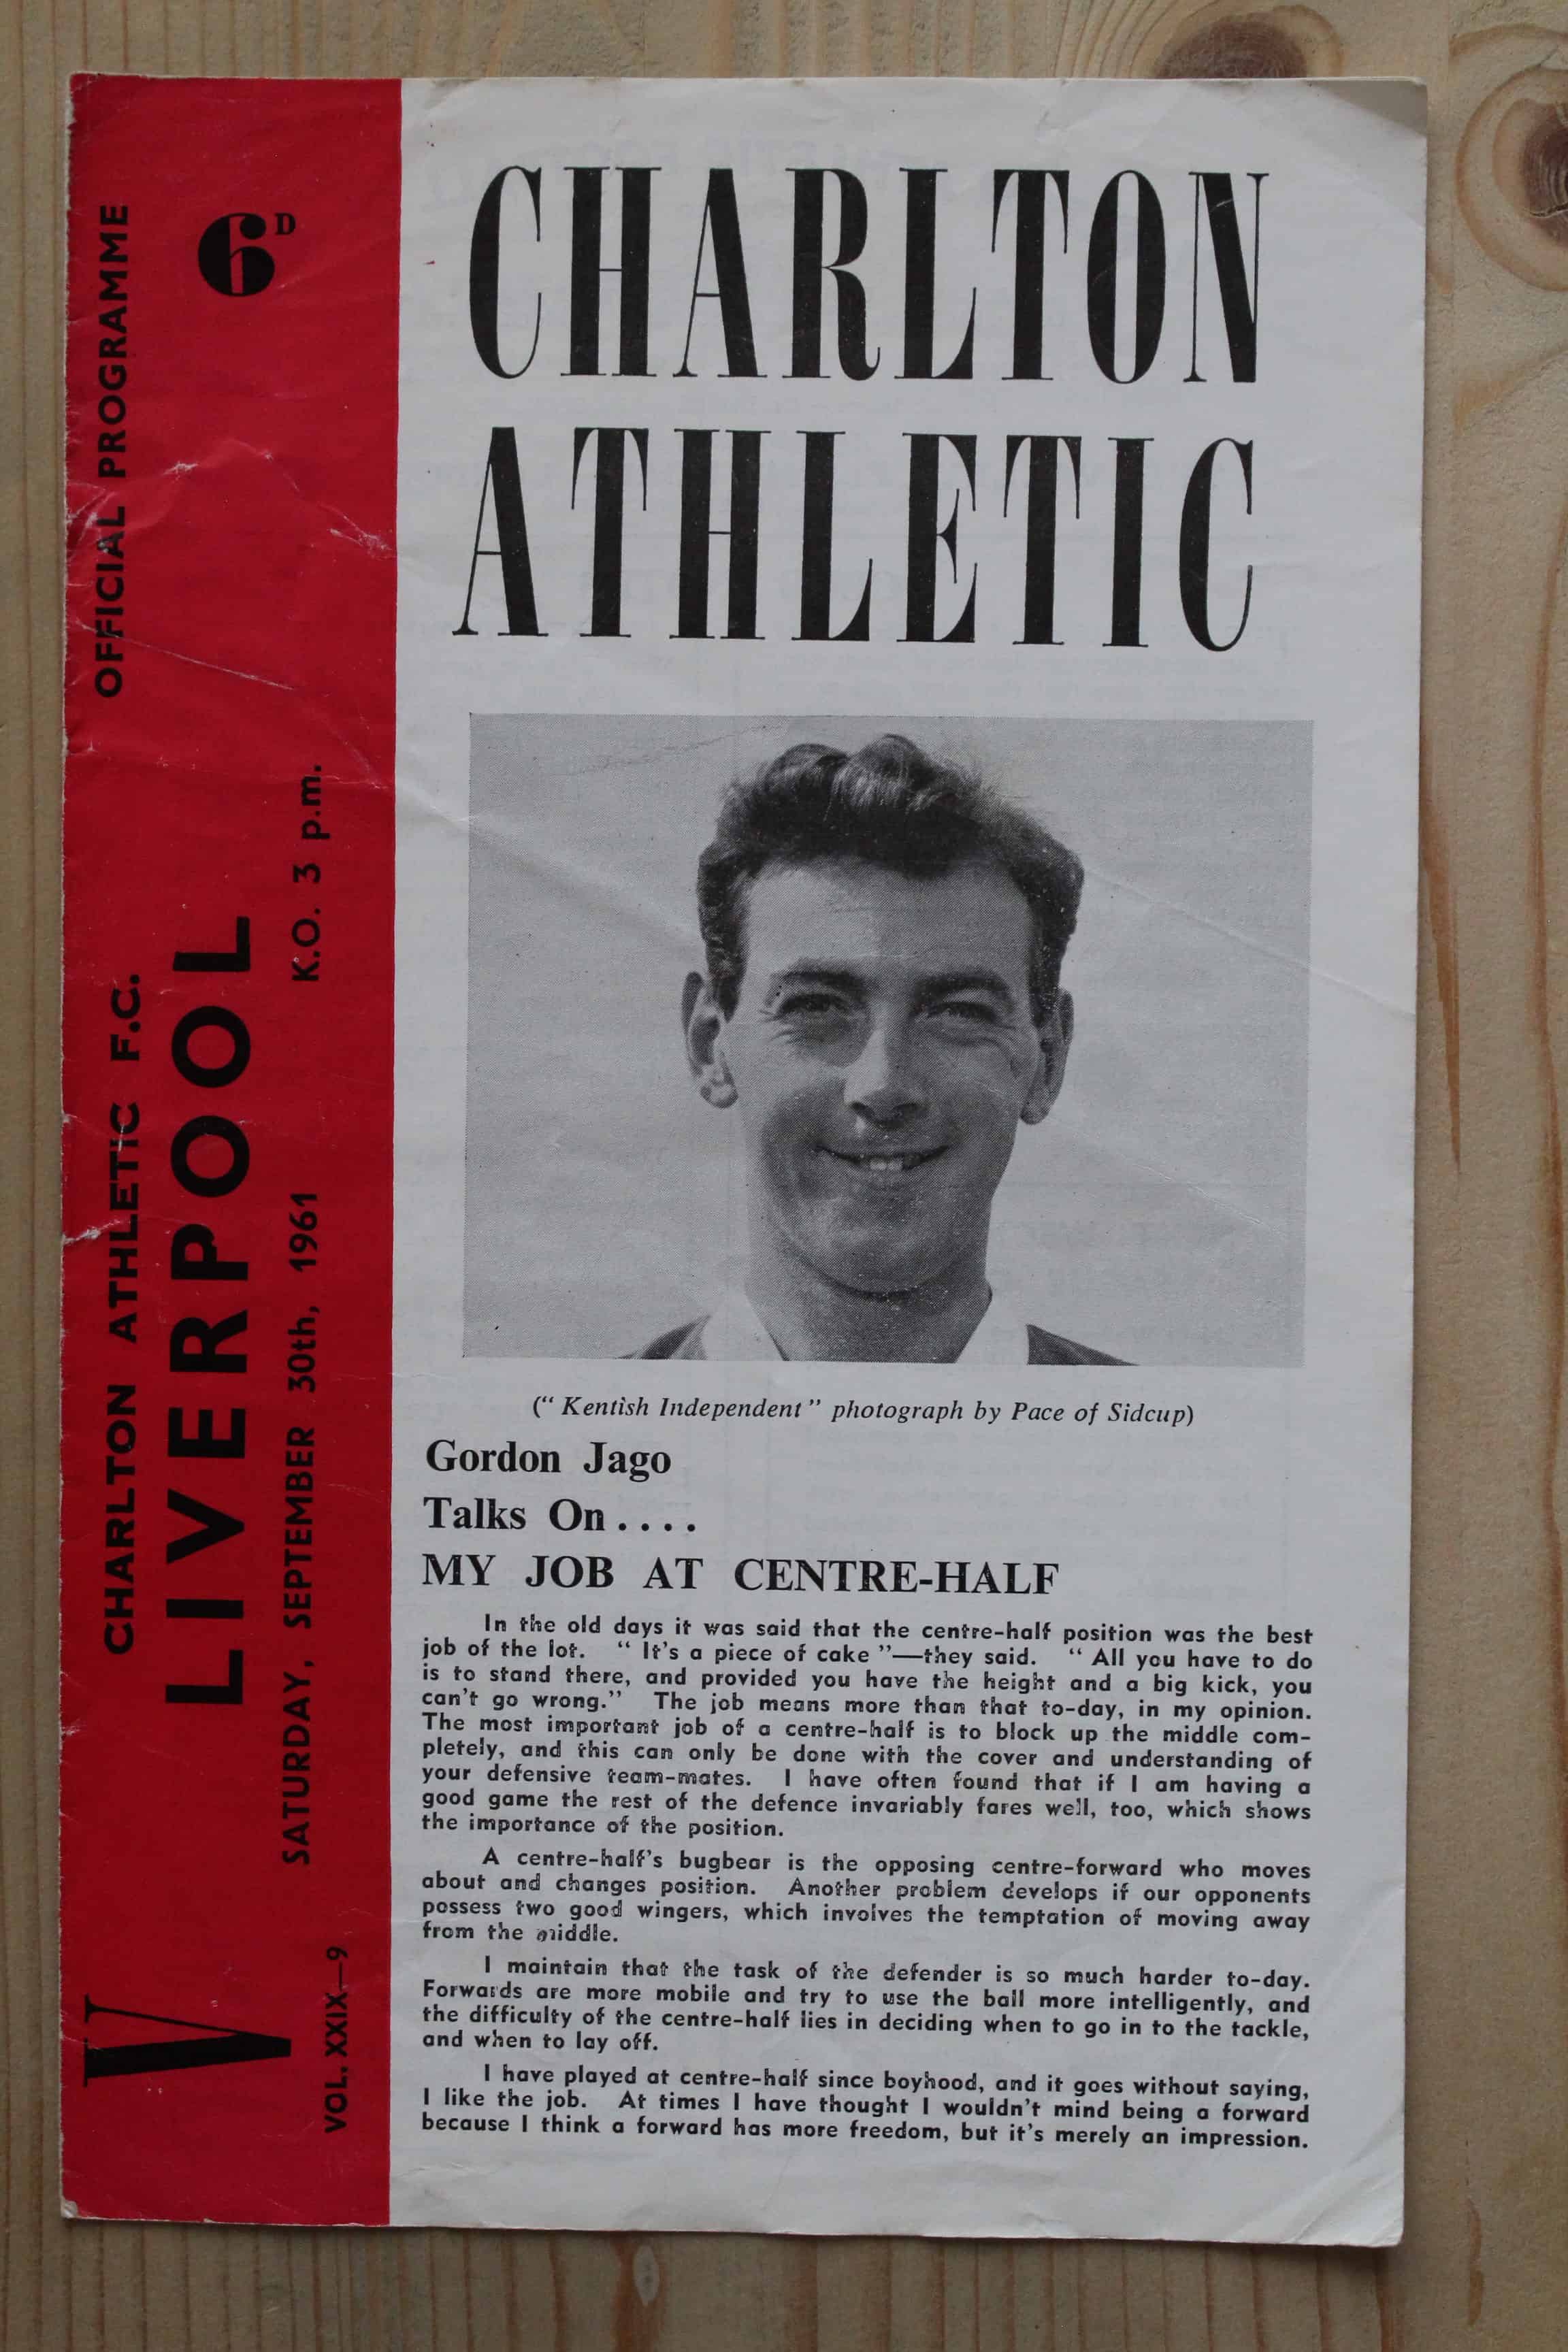 OFFICIAL PROGRAMME
6D
CHARLTON ATHLETIC F.C.
V LIVERPOOL
SATURDAY, SEPTEMBER 30th, 1961 K.O. 3 p.m.
VOL. XXIX—9
CHARLTON
ATHLETIC
(“ Kentish Independent ” photograph by Pace of Sidcup)
Gordon Jago
Talks On....
MY JOB AT CENTRE-HALF
In the old days it was said that the centre-half position was the best
job of the lot. “ It's a piece of cake ”—they said. “ All you have to do
is to stand there, and provided you have the height and a big kick, you
can't go wrong.” The job means more than that to-day, in my opinion.
The most important job of a centre-half is to block up the middle com-
pletely, and this can only be done with the cover and understanding of
your defensive team-mates. I have often found that if I am having a
good game the rest of the defence invariably fares well, too, which shows
the importance of the position.
A centre-half's bugbear is the opposing centre-forward who moves
about and changes position. Another problem develops if our opponents
possess two good wingers, which involves the temptation of moving away
from the middle.
I maintain that the task of the defender is so much harder to-day.
Forwards are more mobile and try to use the ball more intelligently, and
the difficulty of the centre-half lies in deciding when to go in to the tackle,
and when to lay off.
I have played at centre-half since boyhood, and it goes without saying,
I like the job. At times I have thought I wouldn't mind being a forward
because I think a forward has more freedom, but it's merely an impression.